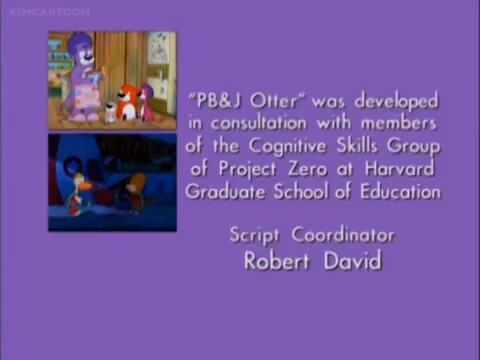 KIMCARTOON
"PB&J Otter" was developed
in consultation with members
of the Cognitive Skills Group
of Project Zero at Harvard
Graduate School of Education
Script Coordinator
Robert David